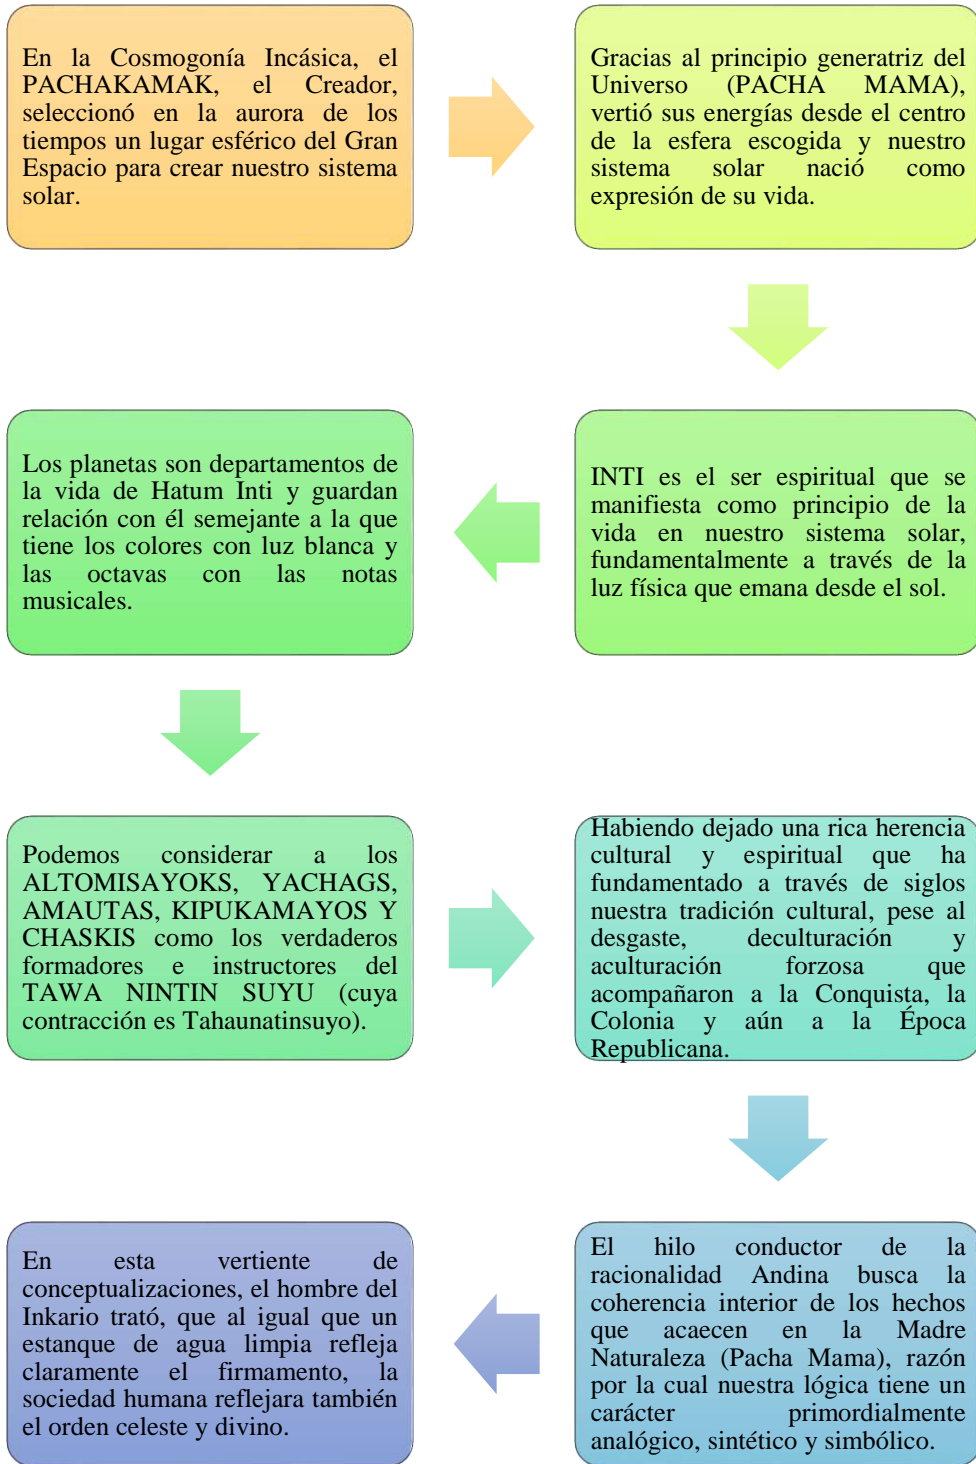 En la Cosmogonía Incásica, el
PACHAKAMAK, el Creador,
seleccionó en la aurora de los
tiempos un lugar esférico del Gran
Espacio para crear nuestro sistema
solar.
Gracias al principio generatriz del
Universo (PACHA MAMA),
vertió sus energías desde el centro
de la esfera escogida y nuestro
sistema solar nació como
expresión de su vida.
INTI es el ser espiritual que se
manifiesta como principio de la
vida en nuestro sistema solar,
fundamentalmente a través de la
luz física que emana desde el sol.
Los planetas son departamentos de
la vida de Hatum Inti y guardan
relación con él semejante a la que
tiene los colores con luz blanca y
las octavas con las notas
musicales.
Podemos considerar a los
ALTOMISAYOKS, YACHAGS,
AMAUTAS, KIPUKAMAYOS Y
CHASKIS como los verdaderos
formadores e instructores del
TAWA NINTIN SUYU (cuya
contracción es Tahaunatinsuyo).
Habiendo dejado una rica herencia
cultural y espiritual que ha
fundamentado a través de siglos
nuestra tradición cultural, pese al
desgaste, deculturación y
aculturación forzosa que
acompañaron a la Conquista, la
Colonia y aún a la Época
Republicana.
El hilo conductor de la
racionalidad Andina busca la
coherencia interior de los hechos
que acaecen en la Madre
Naturaleza (Pacha Mama), razón
por la cual nuestra lógica tiene un
carácter primordialmente
analógico, sintético y simbólico.
En esta vertiente de
conceptualizaciones, el hombre del
Inkario trató, que al igual que un
estanque de agua limpia refleja
claramente el firmamento, la
sociedad humana reflejara también
el orden celeste y divino.